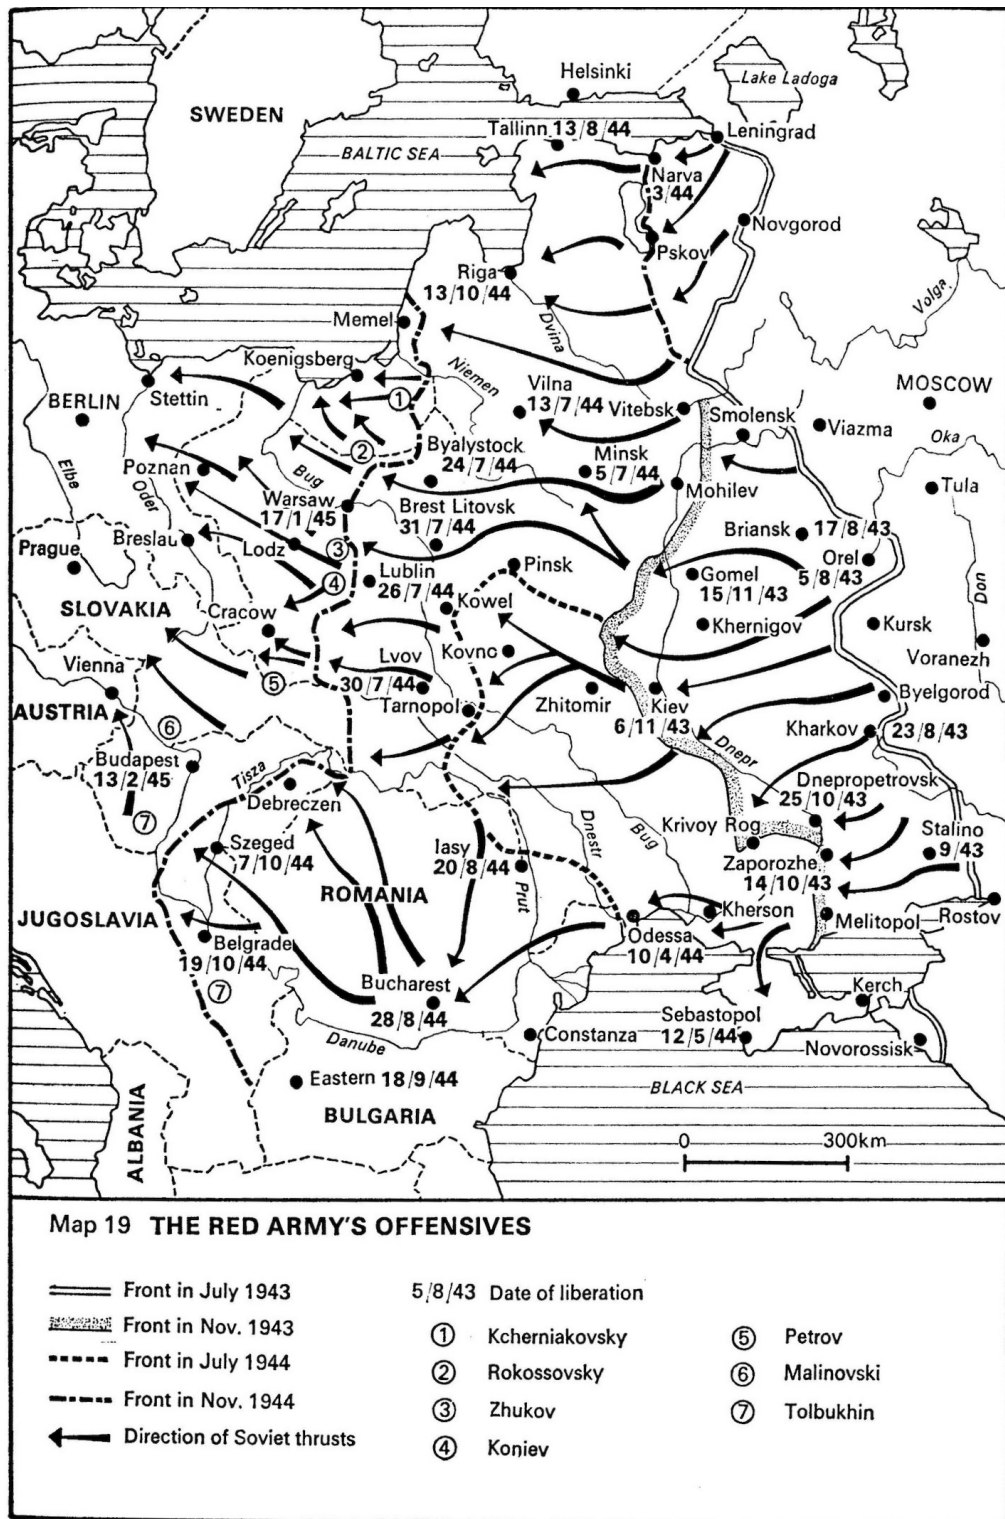 Helsinki
Lake Ladoga
SWEDEN
Tallinn 13/8/44
Leningrad
BALTIC SEA
Narva
3/44
Novgorod
Pskov
Riga
13/10/44
Volga
Memel
Dvina
Koenigsberg
Niemen
MOSCOW
Stettin
1
Vilna
13/7/44
Vitebsk
Smolensk
BERLIN
Viazma
Oka
2
Byalystock
24/7/44
Minsk
5/7/44
Elbe
Oder
Poznan
Bug
Mohilev
Tula
Warsaw
17/1/45
Brest Litovsk
31/7/44
Briansk
17/8/43
Prague
Breslau
Lodz
3
Orel
5/8/43
Don
4
Lublin
26/7/44
Pinsk
Gomel
15/11/43
SLOVAKIA
Kowel
Cracow
Khernigov
Kursk
Vienna
Lvov
30/7/44
Kovno
Voranezh
5
Tarnopol
Zhitomir
Kiev
6/11/43
Byelgorod
AUSTRIA
6
Kharkov
23/8/43
Budapest
13/2/45
Tisza
Dnepr
Debreczen
Dnepropetrovsk
25/10/43
7
Dnestr
Bug
Krivoy Rog
Szeged
7/10/44
Iasy
20/8/44
Stalino
9/43
Zaporozhe
14/10/43
ROMANIA
Prut
JUGOSLAVIA
Kherson
Melitopol
Rostov
Belgrade
19/10/44
Odessa
10/4/44
7
Bucharest
28/8/44
Kerch
Sebastopol
12/5/44
Danube
Constanza
Novorossisk
Eastern 18/9/44
BLACK SEA
BULGARIA
ALBANIA
0 300km
Map 19 THE RED ARMY'S OFFENSIVES
Front in July 1943
Front in Nov. 1943
Front in July 1944
Front in Nov. 1944
Direction of Soviet thrusts
5/8/43 Date of liberation
1 Kcherniakovsky
2 Rokossovsky
3 Zhukov
4 Koniev
5 Petrov
6 Malinovski
7 Tolbukhin